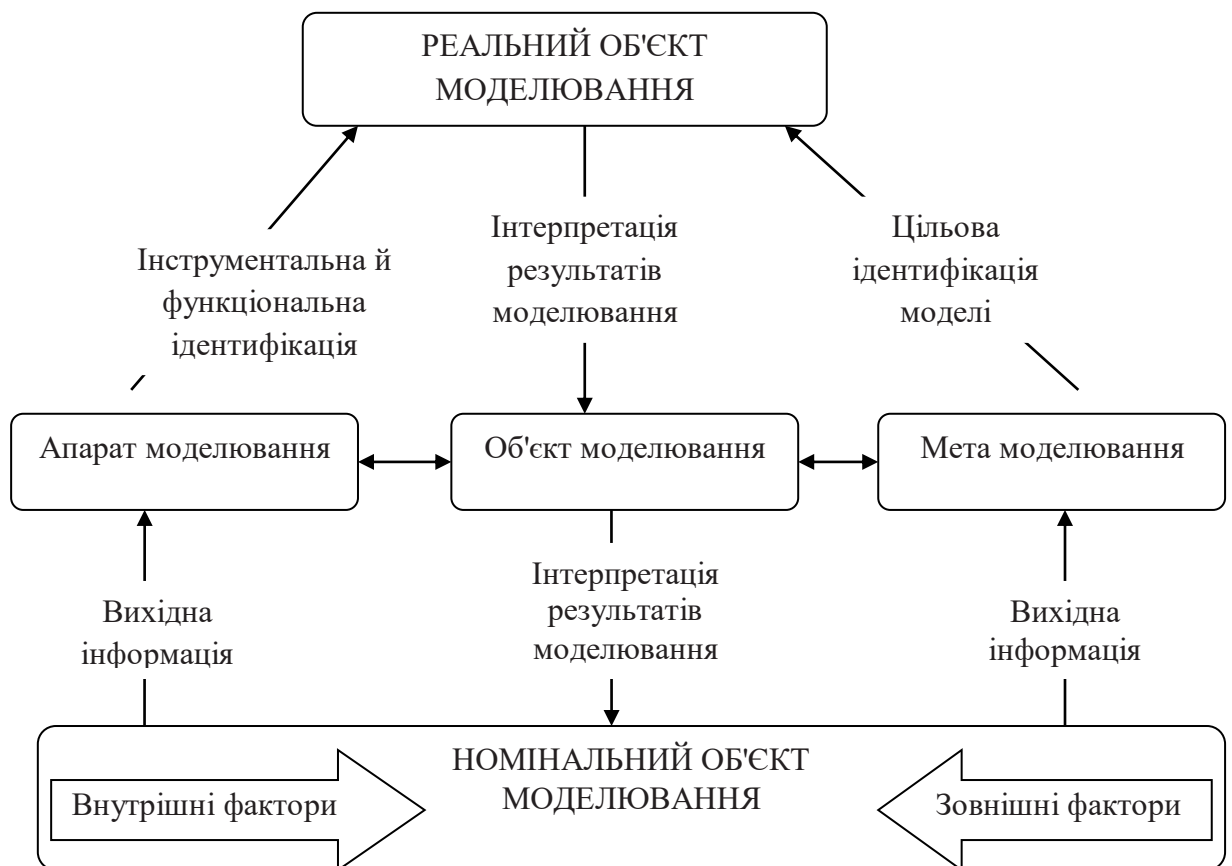 РЕАЛЬНИЙ ОБ'ЄКТ
МОДЕЛЮВАННЯ
Інструментальна й
функціональна
ідентифікація
Інтерпретація
результатів
моделювання
Цільова
ідентифікація
моделі
Апарат моделювання
Об'єкт моделювання
Мета моделювання
Вихідна
інформація
Інтерпретація
результатів
моделювання
Вихідна
інформація
НОМІНАЛЬНИЙ ОБ'ЄКТ
МОДЕЛЮВАННЯ
Внутрішні фактори
Зовнішні фактори